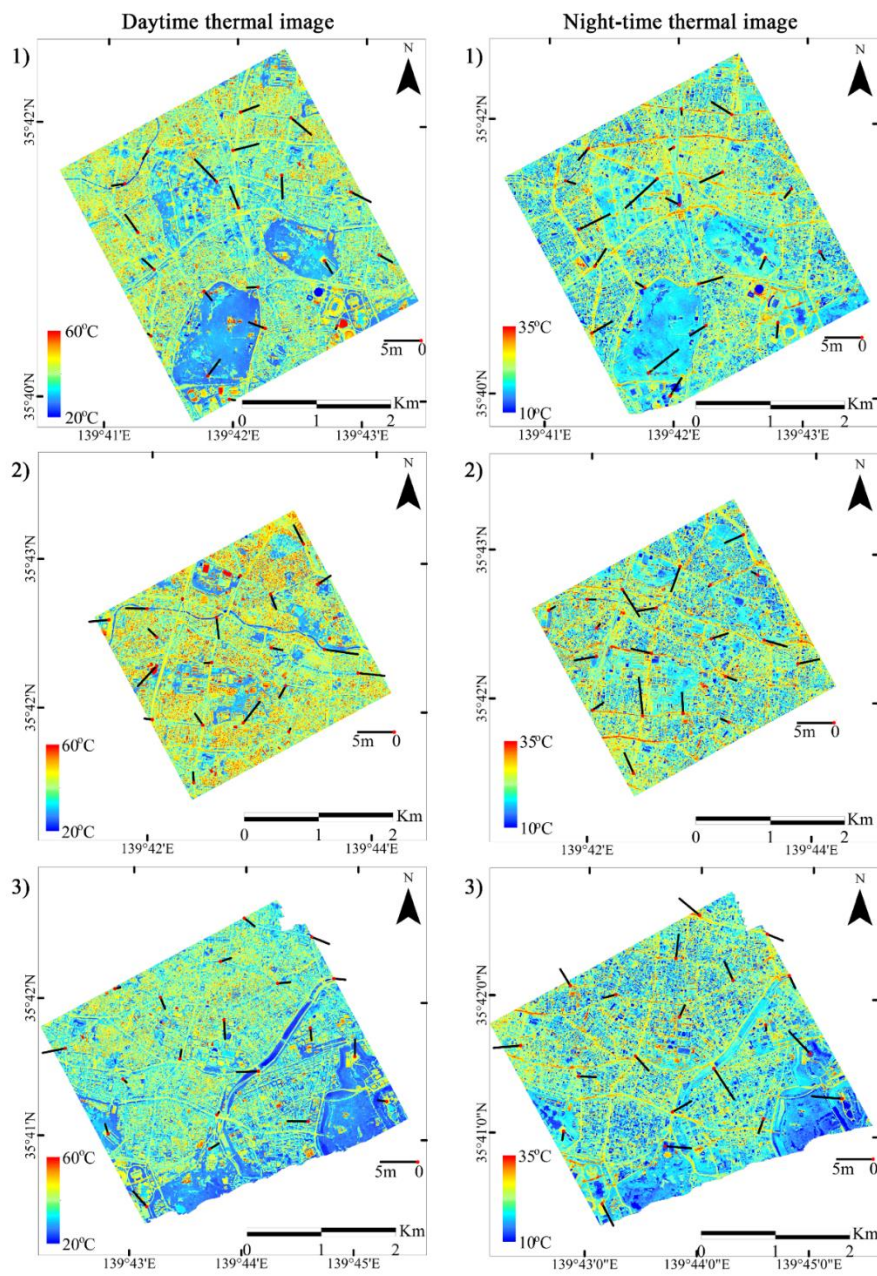 Daytime thermal image
Night-time thermal image
1)
N
35°42'N
35°40'N
60°C
20°C
5m 0
Km
0 1 2
139°41'E 139°42'E 139°43'E
1)
N
35°42'N
35°40'N
35°C
10°C
5m 0
Km
0 1 2
139°41'E 139°42'E 139°43'E
2)
N
35°43'N
35°42'N
60°C
20°C
5m 0
Km
0 1 2
139°42'E 139°44'E
2)
N
35°43'N
35°42'N
35°C
10°C
5m 0
Km
0 1 2
139°42'E 139°44'E
3)
N
35°42'N
35°41'N
60°C
20°C
5m 0
Km
0 1 2
139°43'E 139°44'E 139°45'E
3)
N
35°42'0"N
35°41'0"N
35°C
10°C
5m 0
Km
0 1 2
139°43'0'E 139°44'0"E 139°45'0'E